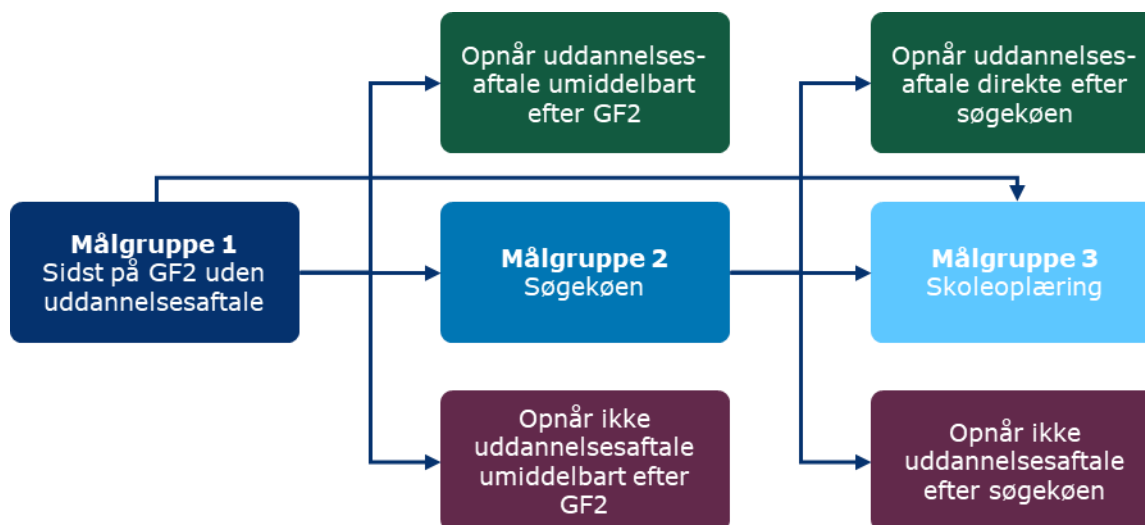 Opnår uddannelses-
aftale umiddelbart
efter GF2
Opnår uddannelses-
aftale direkte efter
søgekøen
Målgruppe 1
Sidst på GF2 uden
uddannelsesaftale
Målgruppe 2
Søgekøen
Målgruppe 3
Skoleoplæring
Opnår ikke
uddannelsesaftale
umiddelbart efter
GF2
Opnår ikke
uddannelsesaftale
efter søgekøen